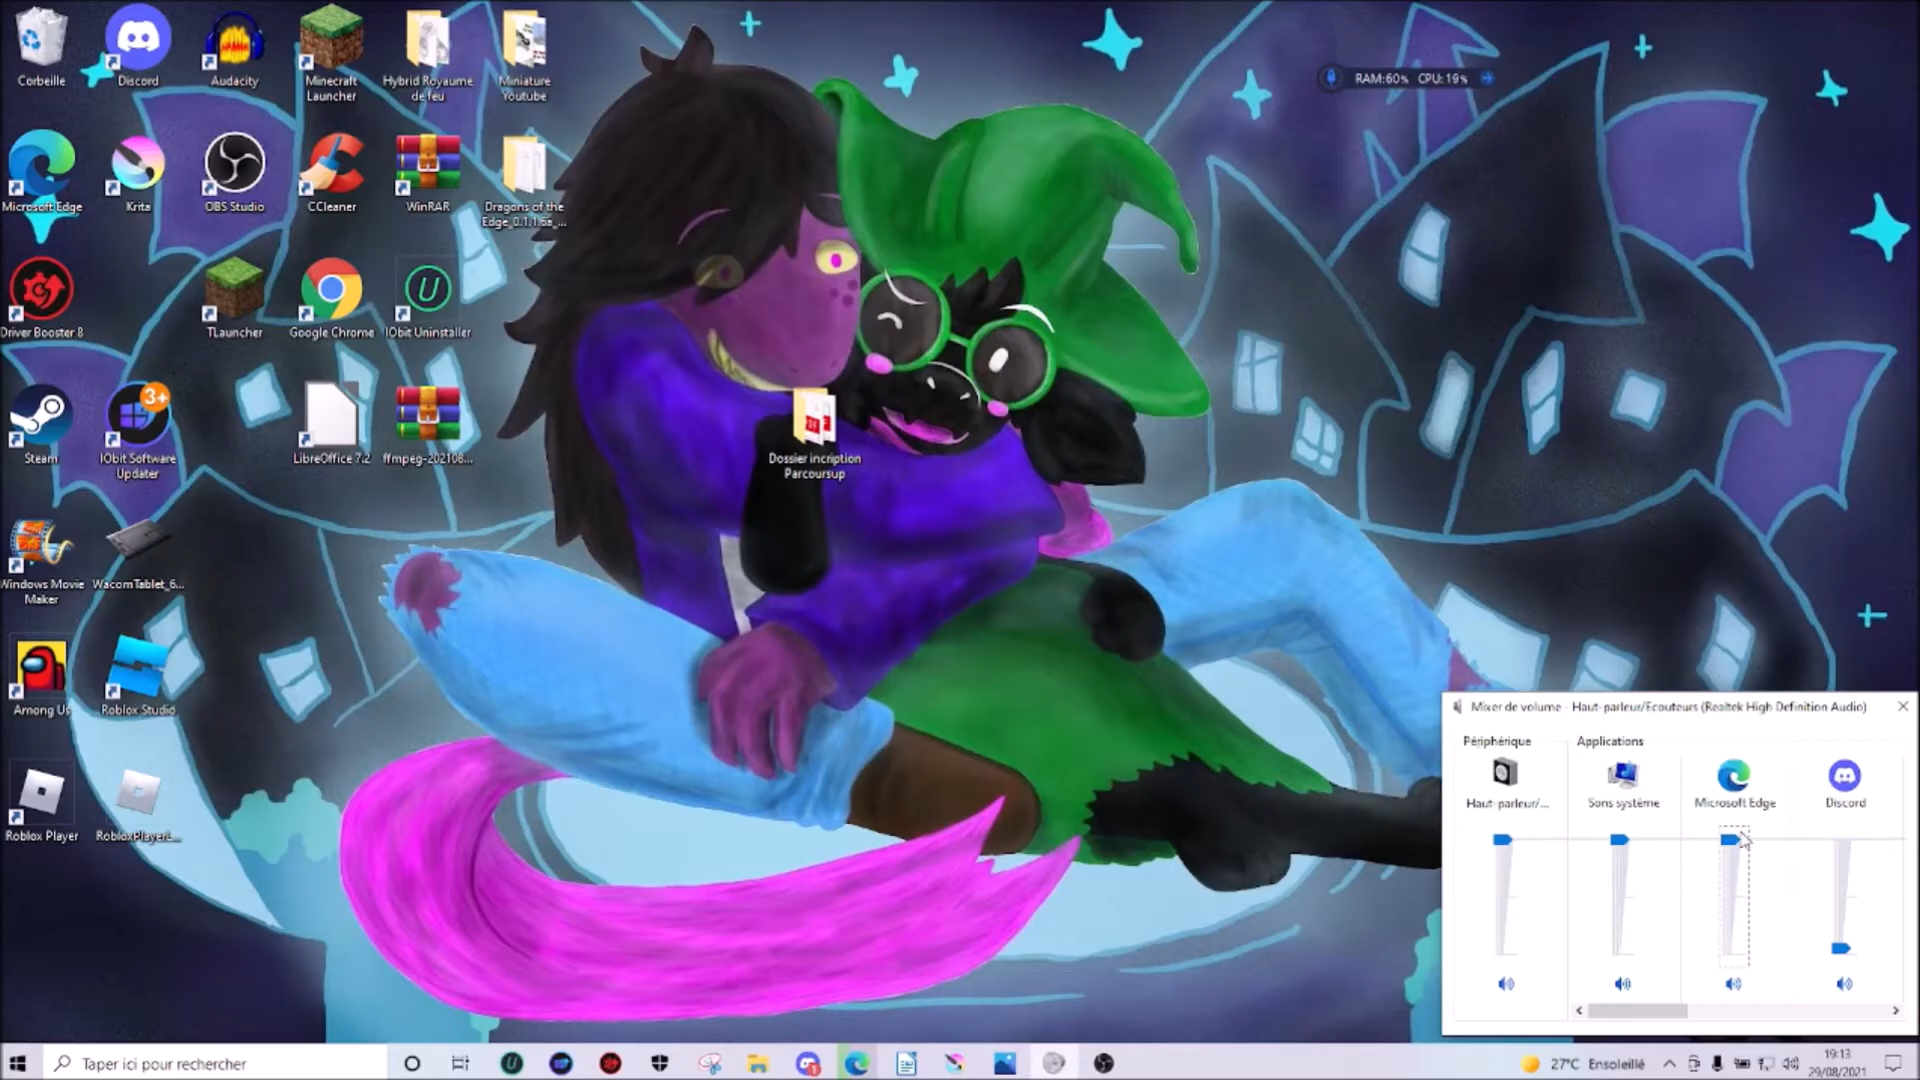 Corbeille
Discord
Audacity
Minecraft
Launcher
Hybrid Royaume
de feu
Miniature
Youtube
RAM:60% CPU:19%
Microsoft Edge
Krita
OBS Studio
CCleaner
WinRAR
Dragons of the
Edge_0.1.1.6a_...
Driver Booster 8
TLauncher
Google Chrome
IObit Uninstaller
Steam
3+
IObit Software
Updater
LibreOffice 7.2
ffmpeg-202108...
Dossier incription
Parcoursup
Windows Movie
Maker
WacomTablet_6...
Among Us
Roblox Studio
Roblox Player
RobloxPlayerL...
Mixer de volume - Haut-parleur/Ecouteurs (Realtek High Definition Audio)
Périphérique
Applications
Haut-parleur/...
Sons système
Microsoft Edge
Discord
Taper ici pour rechercher
27°C Ensoleillé
19:13
29/08/2021